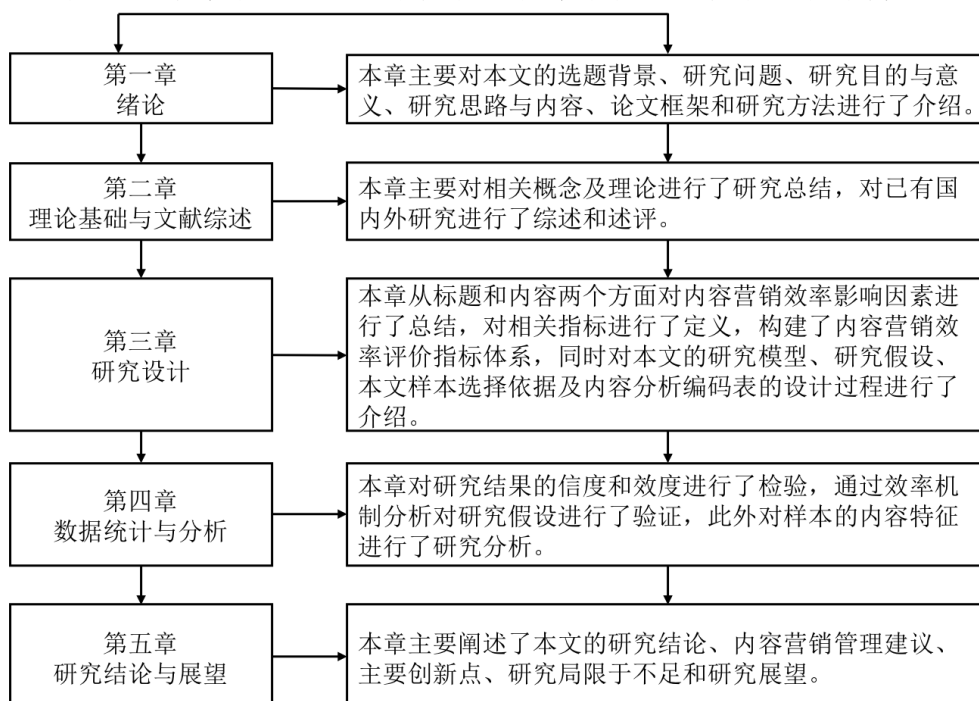 第一章
绪论
本章主要对本文的选题背景、研究问题、研究目的与意
义、研究思路与内容、论文框架和研究方法进行了介绍。
第二章
理论基础与文献综述
本章主要对相关概念及理论进行了研究总结，对已有国
内外研究进行了综述和述评。
第三章
研究设计
本章从标题和内容两个方面对内容营销效率影响因素进
行了总结，对相关指标进行了定义，构建了内容营销效
率评价指标体系，同时对本文的研究模型、研究假设、
本文样本选择依据及内容分析编码表的设计过程进行了
介绍。
第四章
数据统计与分析
本章对研究结果的信度和效度进行了检验，通过效率机
制分析对研究假设进行了验证，此外对样本的内容特征
进行了研究分析。
第五章
研究结论与展望
本章主要阐述了本文的研究结论、内容营销管理建议、
主要创新点、研究局限于不足和研究展望。